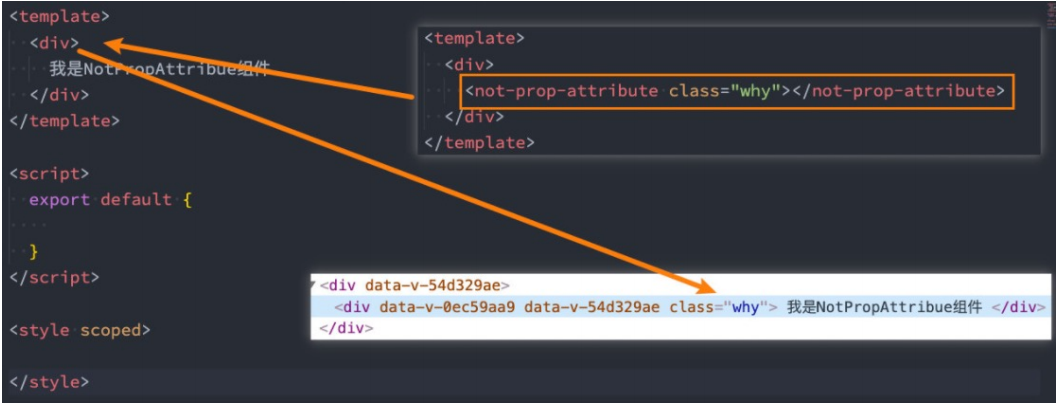 <template>
<div>
我是NotPropAttribue组件
</div>
</template>
<script>
export default {
}
</script>
<style scoped>
</style>
<template>
<div>
<not-prop-attribute class="why"></not-prop-attribute>
</div>
</template>
<div data-v-54d329ae>
<div data-v-0ec59aa9 data-v-54d329ae class="why"> 我是NotPropAttribue组件 </div>
</div>